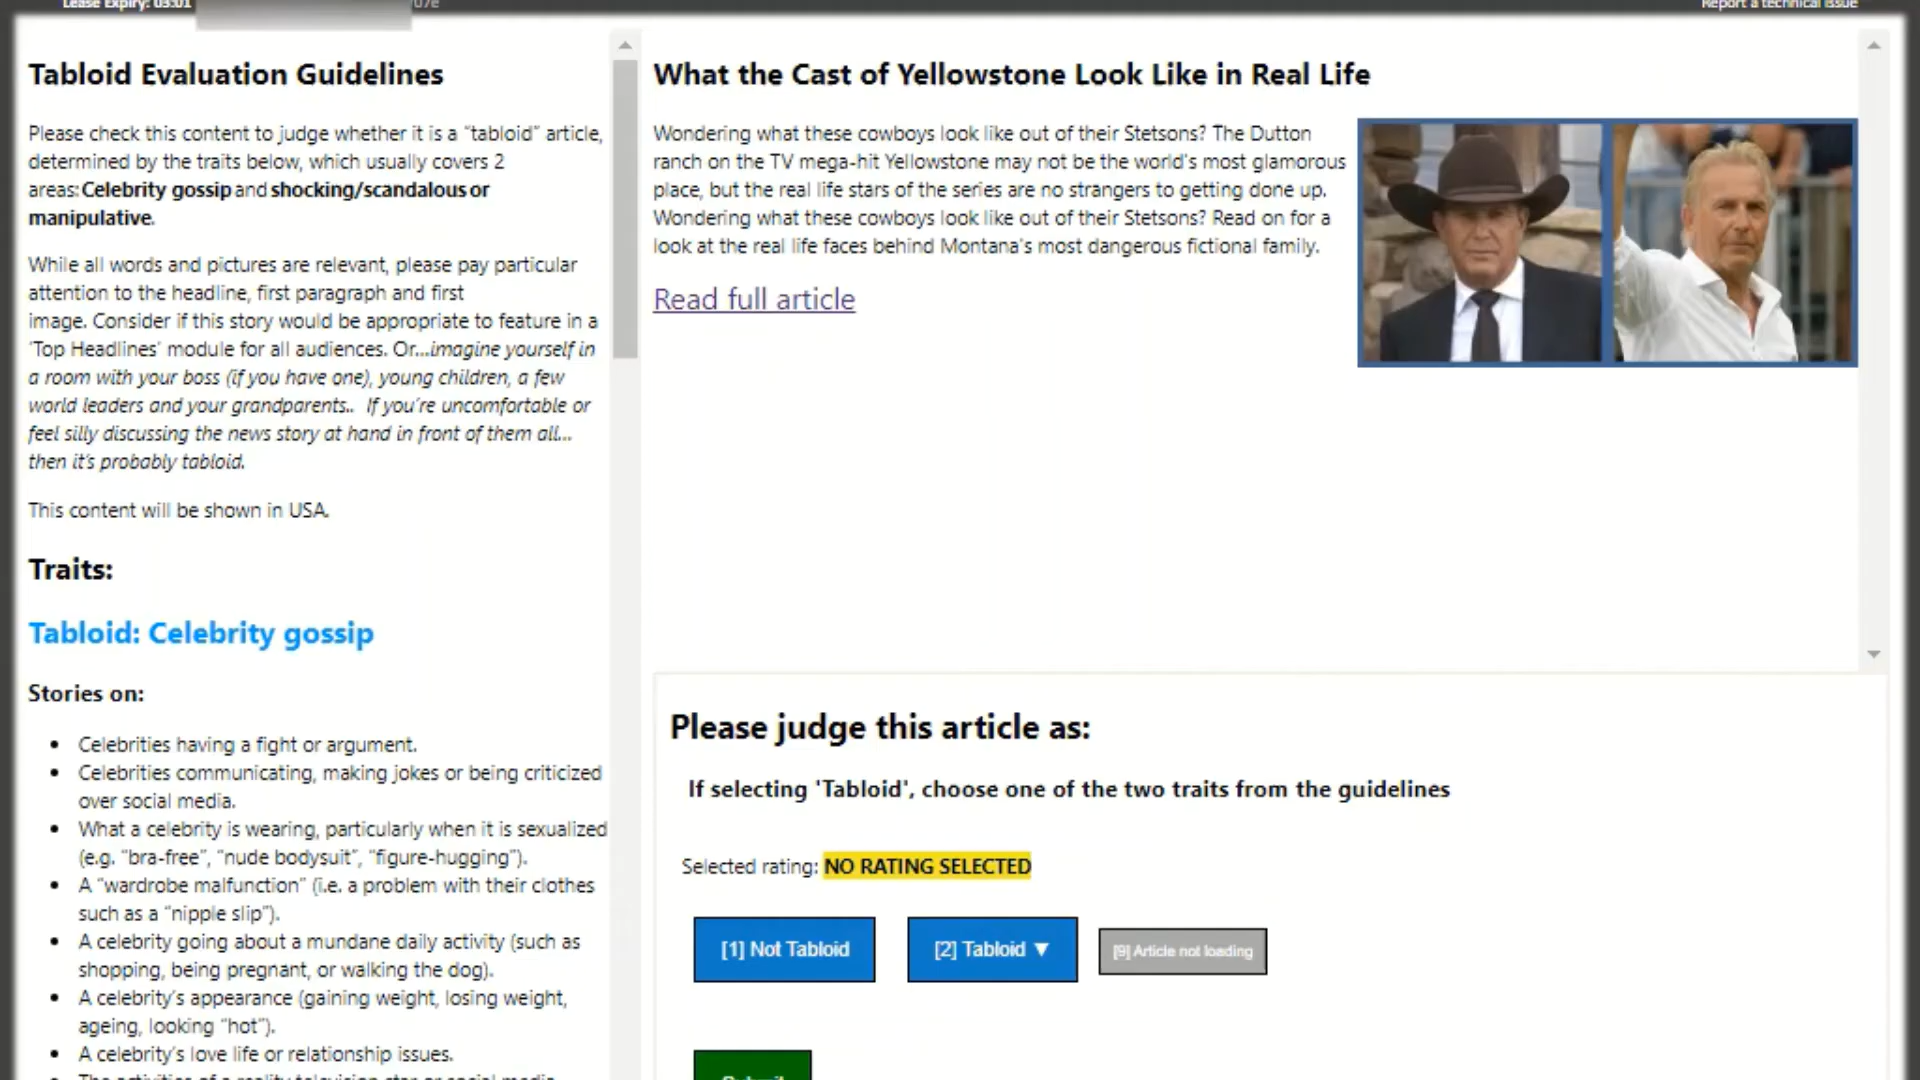 Lease Expiry: 03:01
07e
Report a technical issue
Tabloid Evaluation Guidelines
Please check this content to judge whether it is a "tabloid" article,
determined by the traits below, which usually covers 2
areas: Celebrity gossip and shocking/scandalous or
manipulative.
While all words and pictures are relevant, please pay particular
attention to the headline, first paragraph and first
image. Consider if this story would be appropriate to feature in a
'Top Headlines' module for all audiences. Or...imagine yourself in
a room with your boss (if you have one), young children, a few
world leaders and your grandparents..  If you're uncomfortable or
feel silly discussing the news story at hand in front of them all...
then it's probably tabloid.
This content will be shown in USA.
Traits:
Tabloid: Celebrity gossip
Stories on:
Celebrities having a fight or argument.
Celebrities communicating, making jokes or being criticized
over social media.
What a celebrity is wearing, particularly when it is sexualized
(e.g. "bra-free", "nude bodysuit", "figure-hugging").
A "wardrobe malfunction" (i.e. a problem with their clothes
such as a "nipple slip").
A celebrity going about a mundane daily activity (such as
shopping, being pregnant, or walking the dog).
A celebrity's appearance (gaining weight, losing weight,
ageing, looking "hot").
A celebrity's love life or relationship issues.
The activities of a reality television star or social media
What the Cast of Yellowstone Look Like in Real Life
Wondering what these cowboys look like out of their Stetsons? The Dutton
ranch on the TV mega-hit Yellowstone may not be the world's most glamorous
place, but the real life stars of the series are no strangers to getting done up.
Wondering what these cowboys look like out of their Stetsons? Read on for a
look at the real life faces behind Montana's most dangerous fictional family.
Read full article
Please judge this article as:
If selecting 'Tabloid', choose one of the two traits from the guidelines
Selected rating: NO RATING SELECTED
[1] Not Tabloid
[2] Tabloid ▼
[9] Article not loading
Submit